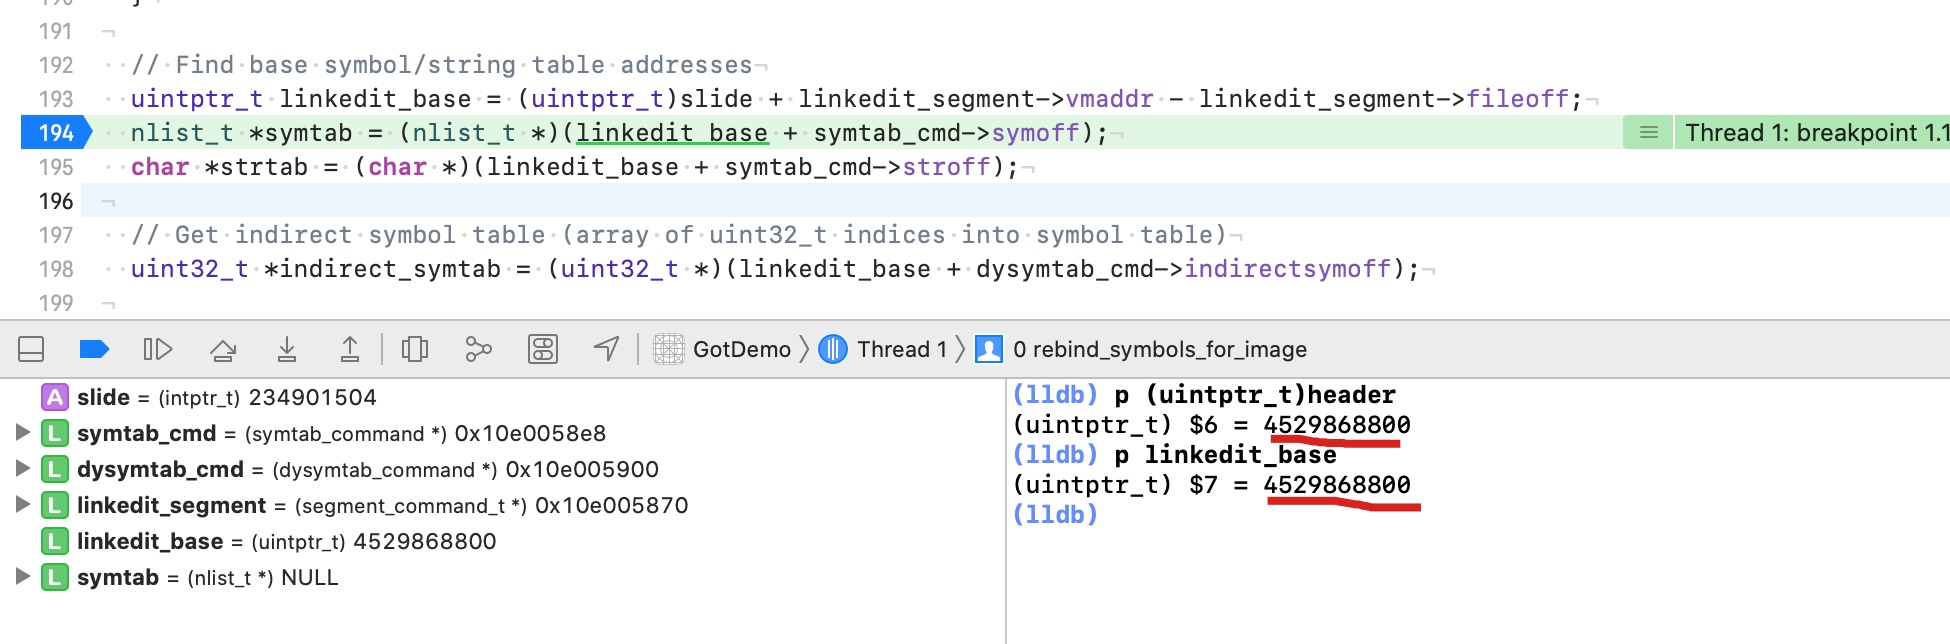 190 }
191
192 // Find base symbol/string table addresses
193 uintptr_t linkedit_base = (uintptr_t)slide + linkedit_segment->vmaddr - linkedit_segment->fileoff;
194 nlist_t *symtab = (nlist_t *)(linkedit_base + symtab_cmd->symoff);
Thread 1: breakpoint 1.1
195 char *strtab = (char *)(linkedit_base + symtab_cmd->stroff);
196
197 // Get indirect symbol table (array of uint32_t indices into symbol table)
198 uint32_t *indirect_symtab = (uint32_t *)(linkedit_base + dysymtab_cmd->indirectsymoff);
199
GotDemo Thread 1 0 rebind_symbols_for_image
A slide = (intptr_t) 234901504
L symtab_cmd = (symtab_command *) 0x10e0058e8
L dysymtab_cmd = (dysymtab_command *) 0x10e005900
L linkedit_segment = (segment_command_t *) 0x10e005870
L linkedit_base = (uintptr_t) 4529868800
L symtab = (nlist_t *) NULL
(lldb) p (uintptr_t)header
(uintptr_t) $6 = 4529868800
(lldb) p linkedit_base
(uintptr_t) $7 = 4529868800
(lldb)